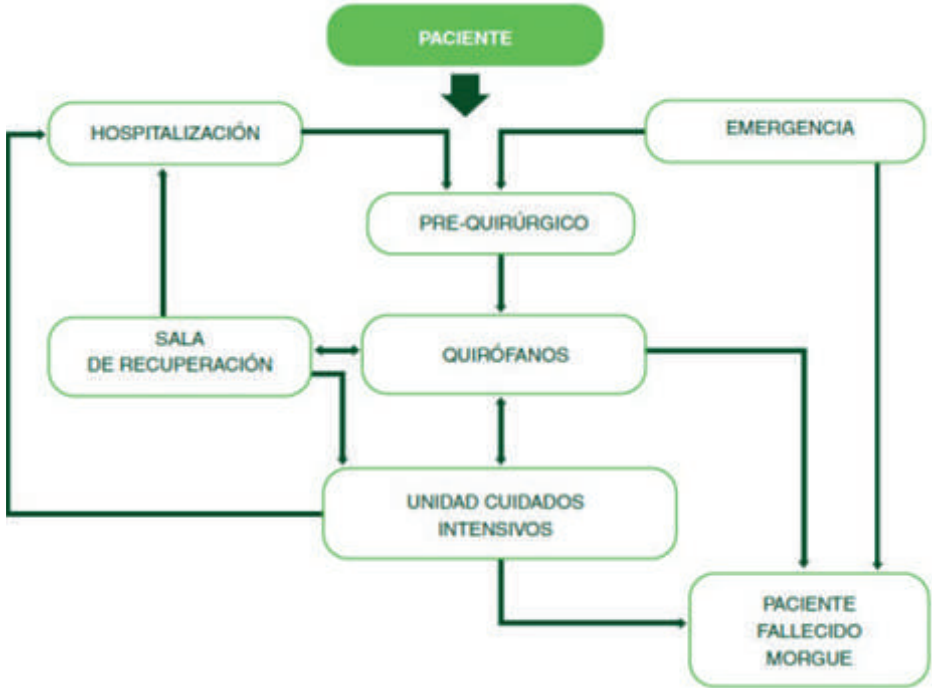 PACIENTE
HOSPITALIZACIÓN
EMERGENCIA
PRE-QUIRÚRGICO
SALA
DE RECUPERACIÓN
QUIRÓFANOS
UNIDAD CUIDADOS
INTENSIVOS
PACIENTE
FALLECIDO
MORGUE